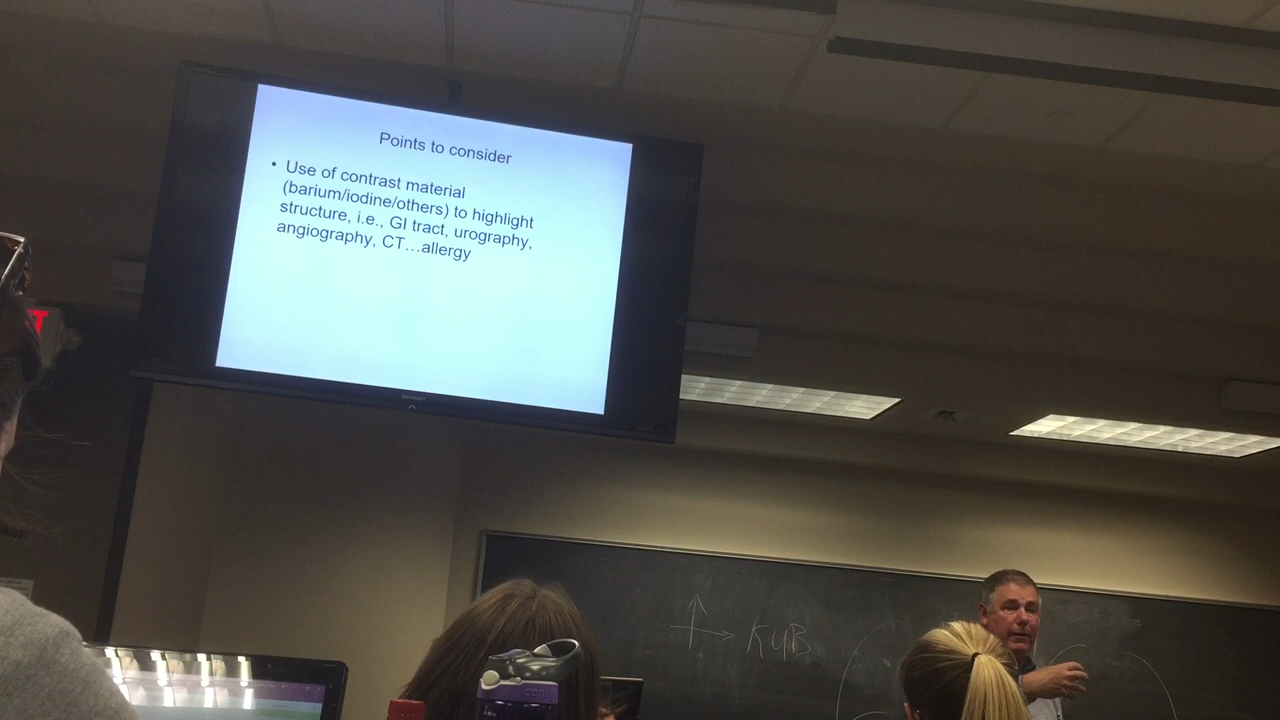 Points to consider
• Use of contrast material
(barium/iodine/others) to highlight
structure, i.e., GI tract, urography,
angiography, CT…allergy
SHARP
KUB